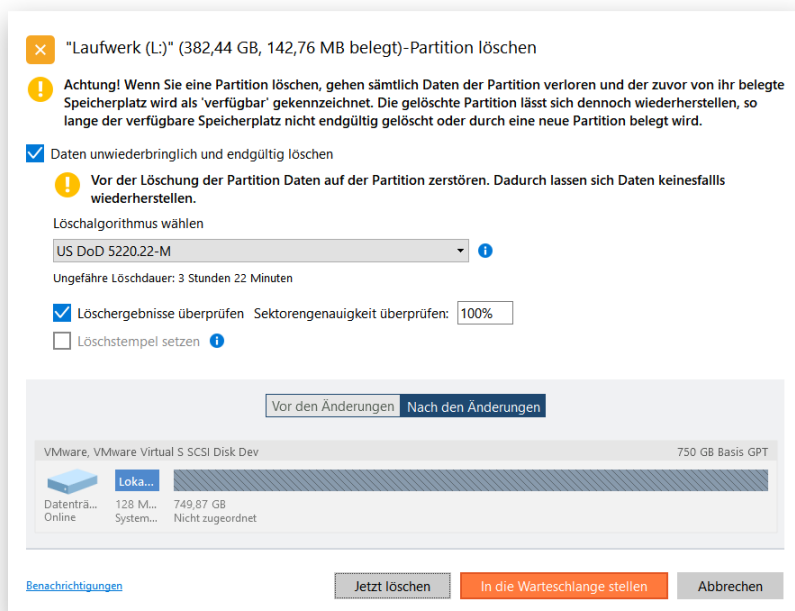 "Laufwerk (L:)" (382,44 GB, 142,76 MB belegt)-Partition löschen
Achtung! Wenn Sie eine Partition löschen, gehen sämtlich Daten der Partition verloren und der zuvor von ihr belegte
Speicherplatz wird als 'verfügbar' gekennzeichnet. Die gelöschte Partition lässt sich dennoch wiederherstellen, so
lange der verfügbare Speicherplatz nicht endgültig gelöscht oder durch eine neue Partition belegt wird.
Daten unwiederbringlich und endgültig löschen
Vor der Löschung der Partition Daten auf der Partition zerstören. Dadurch lassen sich Daten keinesfallls
wiederherstellen.
Löschalgorithmus wählen
US DoD 5220.22-M
Ungefähre Löschdauer: 3 Stunden 22 Minuten
Löschergebnisse überprüfen Sektorengenauigkeit überprüfen: 100%
Löschstempel setzen
Vor den Änderungen Nach den Änderungen
VMware, VMware Virtual S SCSI Disk Dev 750 GB Basis GPT
Loka...
Datenträ... 128 M... 749,87 GB
Online System... Nicht zugeordnet
Benachrichtigungen Jetzt löschen In die Warteschlange stellen Abbrechen